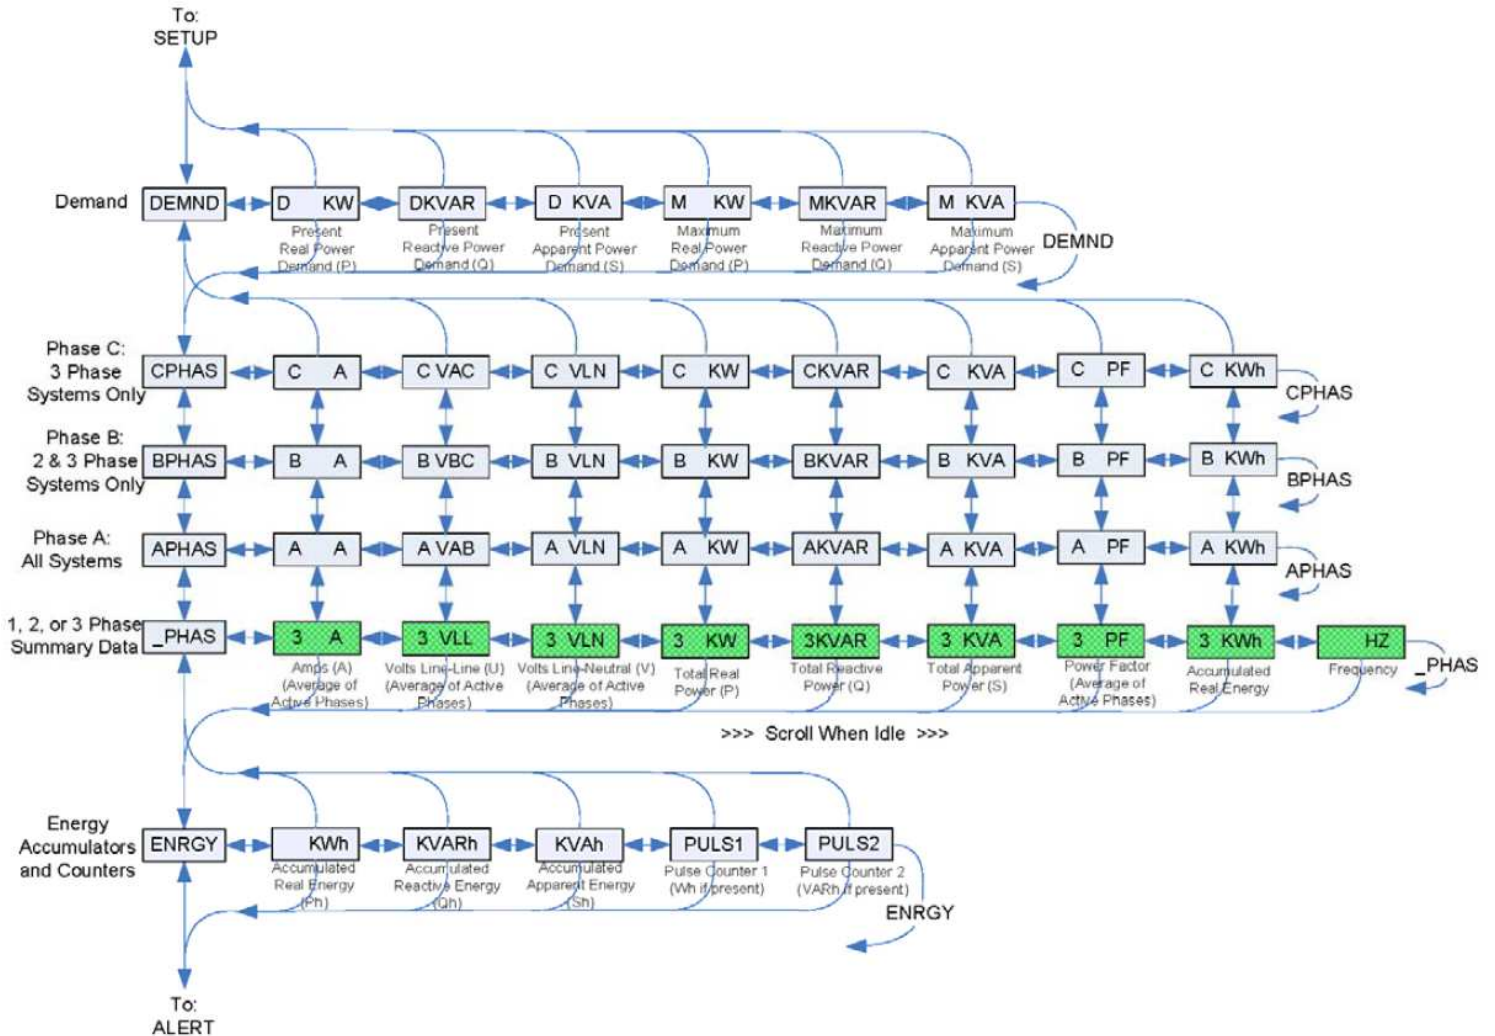 To:
SETUP
Demand
DEMND
D KW
DKVAR
D KVA
M KW
MKVAR
M KVA
Present
Real Power
Demand (P)
Present
Reactive Power
Demand (Q)
Present
Apparent Power
Demand (S)
Maximum
Real Power
Demand (P)
Maximum
Reactive Power
Demand (Q)
Maximum
Apparent Power
Demand (S)
DEMND
Phase C:
3 Phase
Systems Only
CPHAS
C A
C VAC
C VLN
C KW
CKVAR
C KVA
C PF
C KWh
CPHAS
Phase B:
2 & 3 Phase
Systems Only
BPHAS
B A
B VBC
B VLN
B KW
BKVAR
B KVA
B PF
B KWh
BPHAS
Phase A:
All Systems
APHAS
A A
A VAB
A VLN
A KW
AKVAR
A KVA
A PF
A KWh
APHAS
1, 2, or 3 Phase
Summary Data
_PHAS
3 A
3 VLL
3 VLN
3 KW
3KVAR
3 KVA
3 PF
3 KWh
HZ
_PHAS
Amps (A)
(Average of
Active Phases)
Volts Line-Line (U)
(Average of Active
Phases)
Volts Line-Neutral (V)
(Average of Active
Phases)
Total Real
Power (P)
Total Reactive
Power (Q)
Total Apparent
Power (S)
Power Factor
(Average of
Active Phases)
Accumulated
Real Energy
Frequency
>>> Scroll When Idle >>>
Energy
Accumulators
and Counters
ENRGY
KWh
KVARh
KVAh
PULS1
PULS2
Accumulated
Real Energy
(Ph)
Accumulated
Reactive Energy
(Qh)
Accumulated
Apparent Energy
(Sh)
Pulse Counter 1
(Wh if present)
Pulse Counter 2
(VARh if present)
ENRGY
To:
ALERT